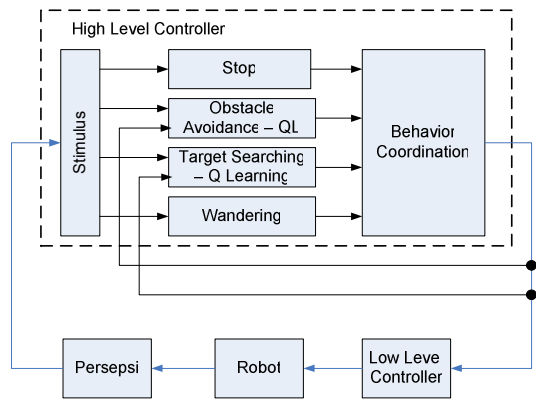 High Level Controller
Stimulus
Stop
Obstacle
Avoidance – QL
Target Searching
– Q Learning
Wandering
Behavior
Coordination
Persepsi
Robot
Low Leve
Controller